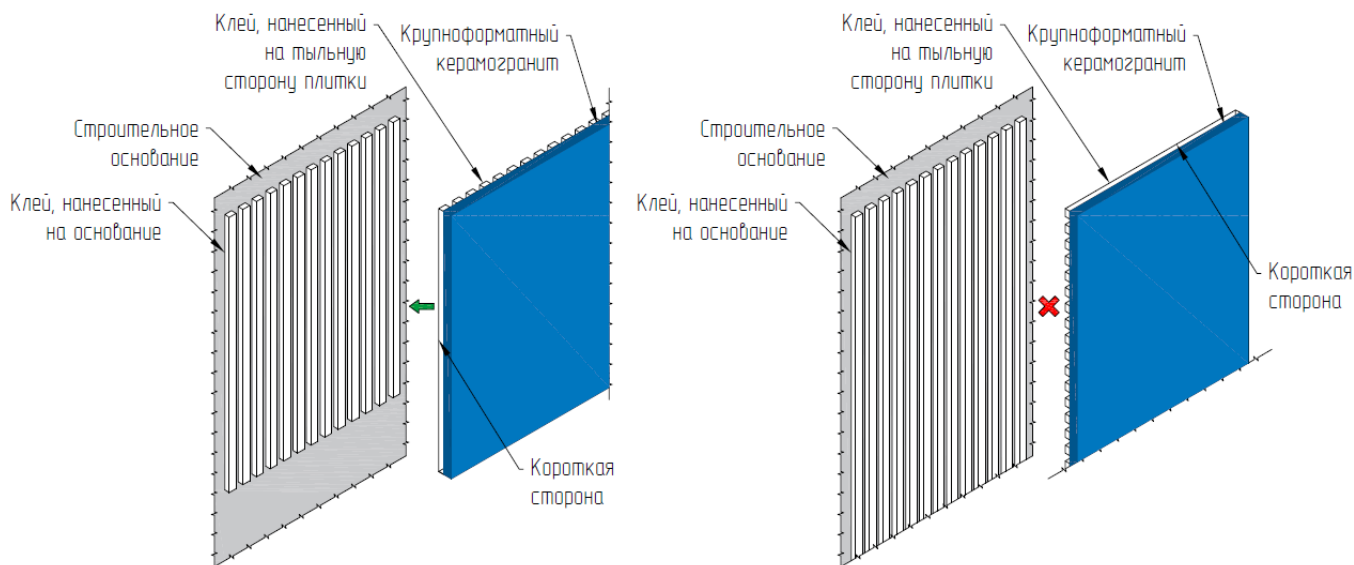 Клей, нанесенный
на тыльную
сторону плитки
Крупноформатный
керамогранит
Строительное
основание
Клей, нанесенный
на основание
Короткая
сторона
Клей, нанесенный
на тыльную
сторону плитки
Крупноформатный
керамогранит
Строительное
основание
Клей, нанесенный
на основание
Короткая
сторона